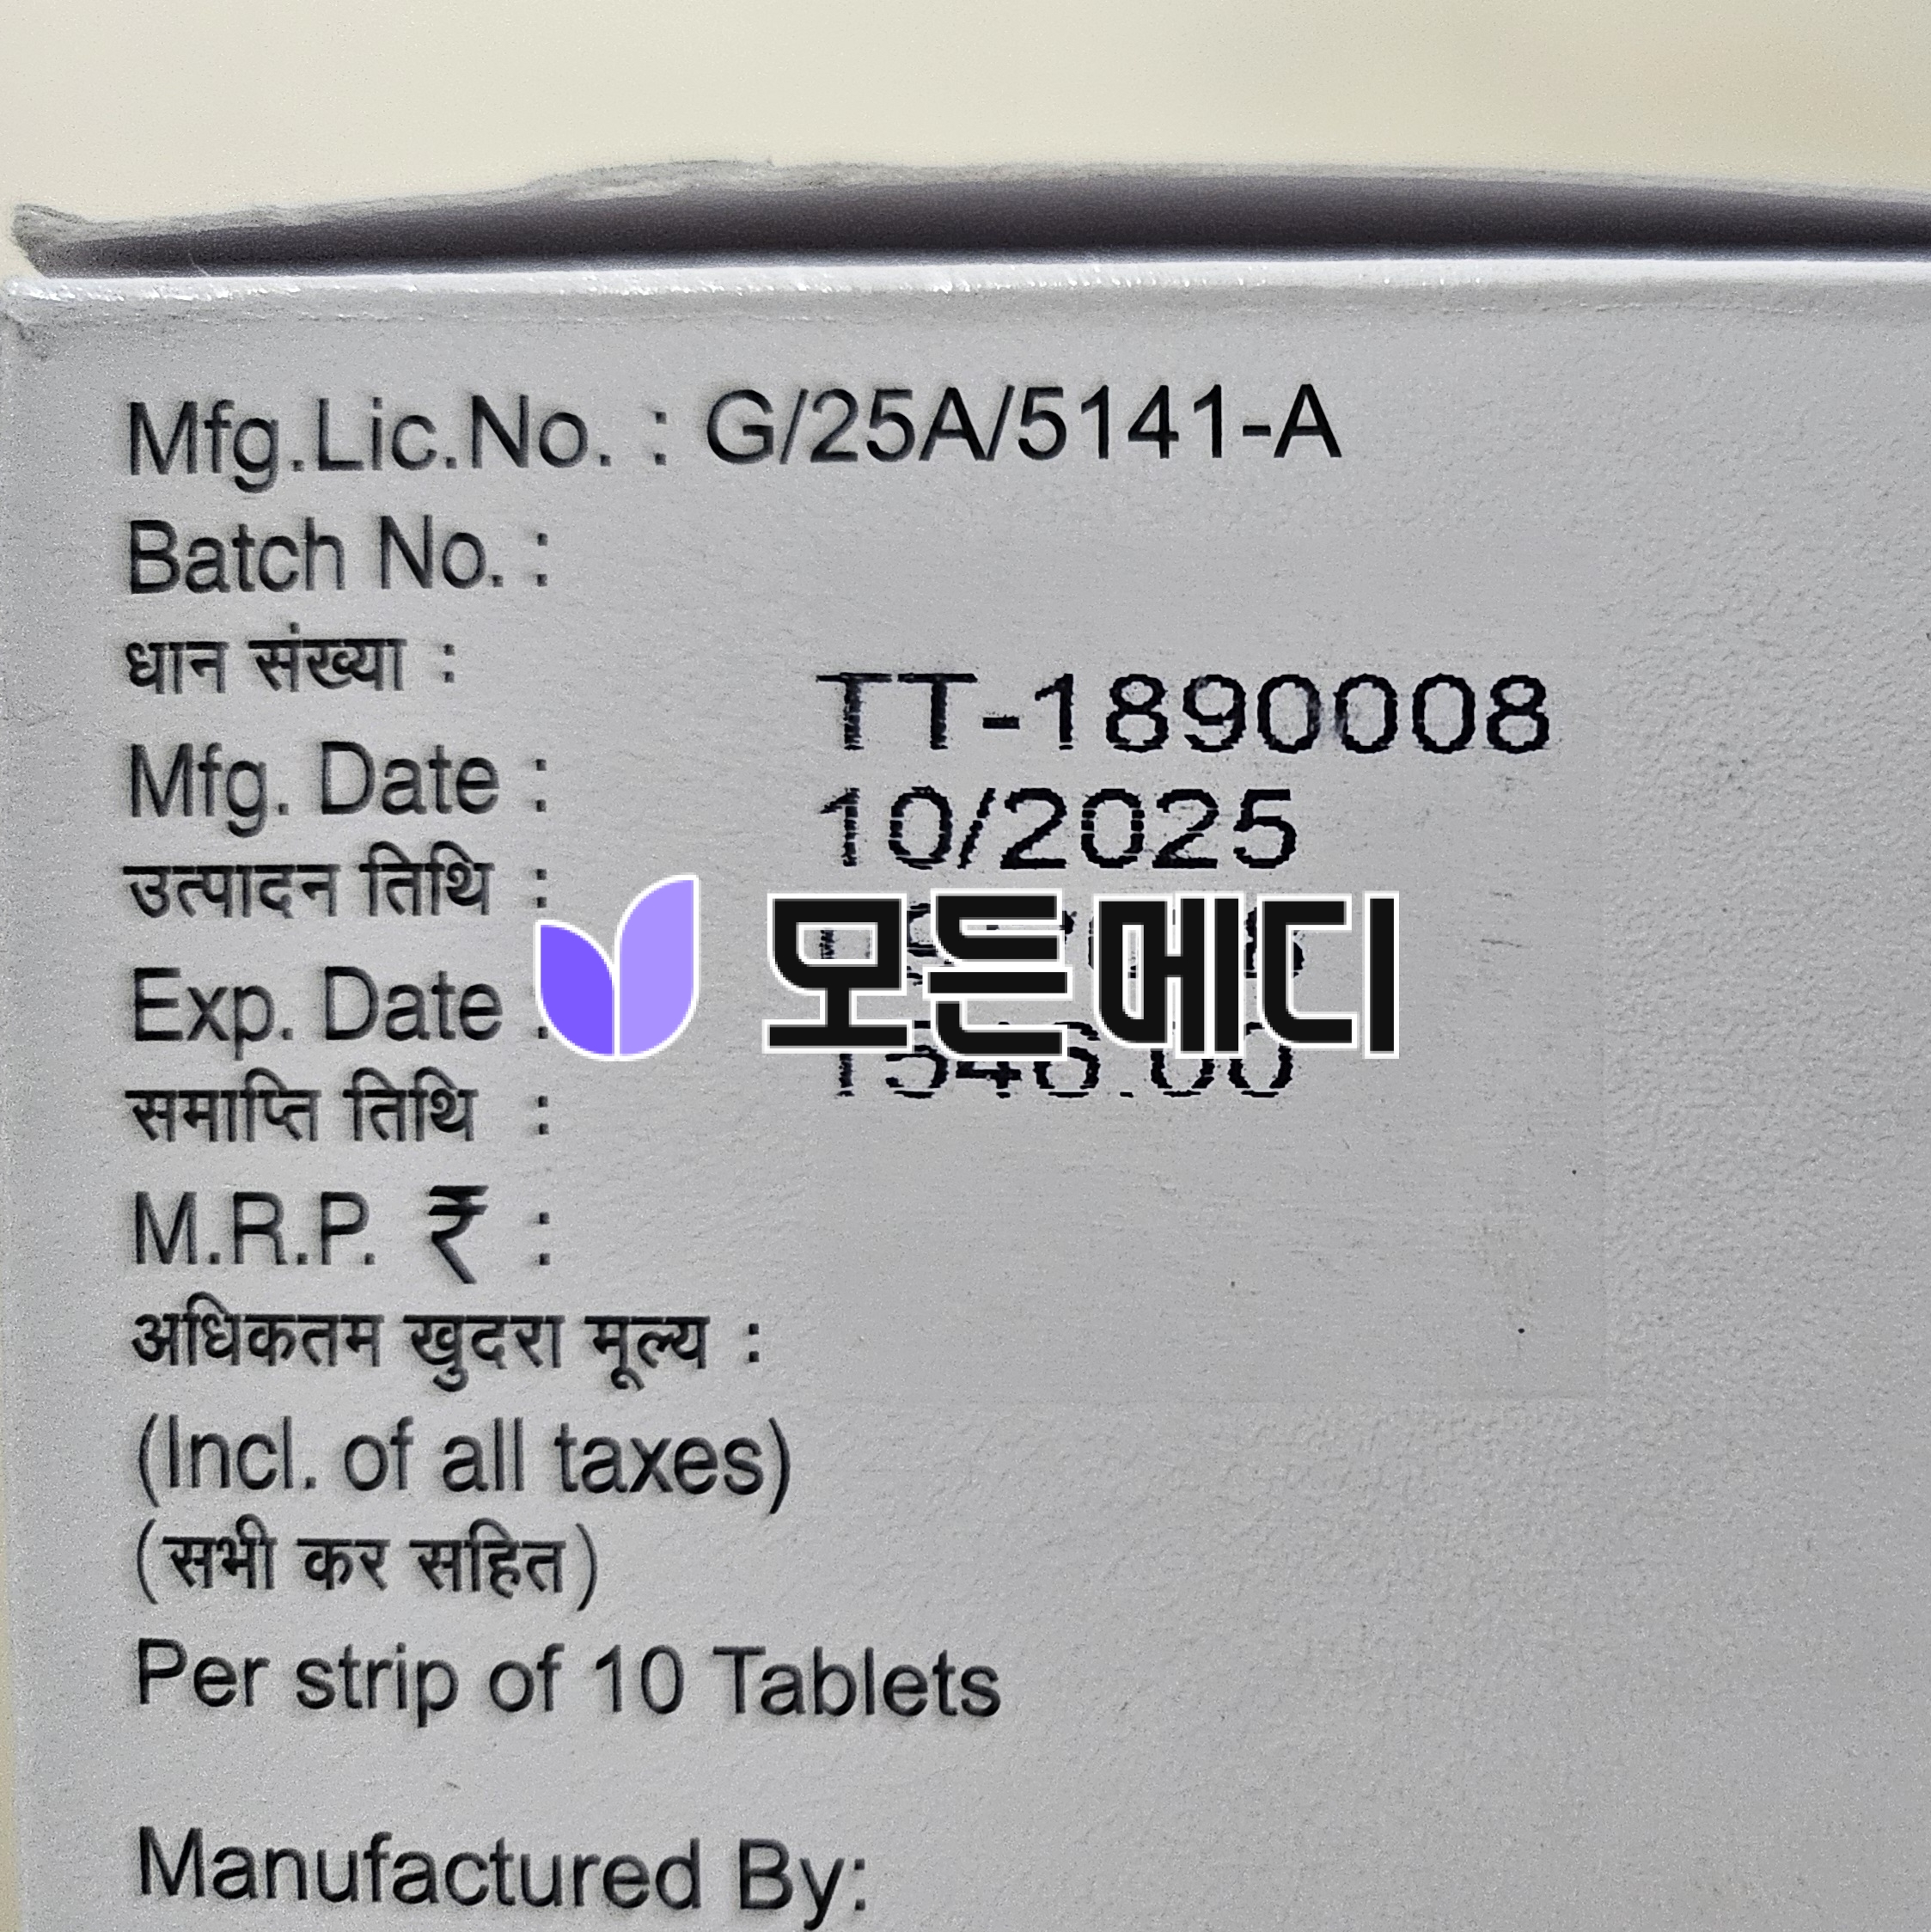 Mfg.Lic.No. : G/25A/5141-A
Batch No. :
धान संख्या :
TT-1890008
Mfg. Date :
10/2025
उत्पादन तिथि :
모든메디
Exp. Date :
समाप्ति तिथि :
M.R.P. ₹ :
अधिकतम खुदरा मूल्य :
(Incl. of all taxes)
(सभी कर सहित)
Per strip of 10 Tablets
Manufactured By: